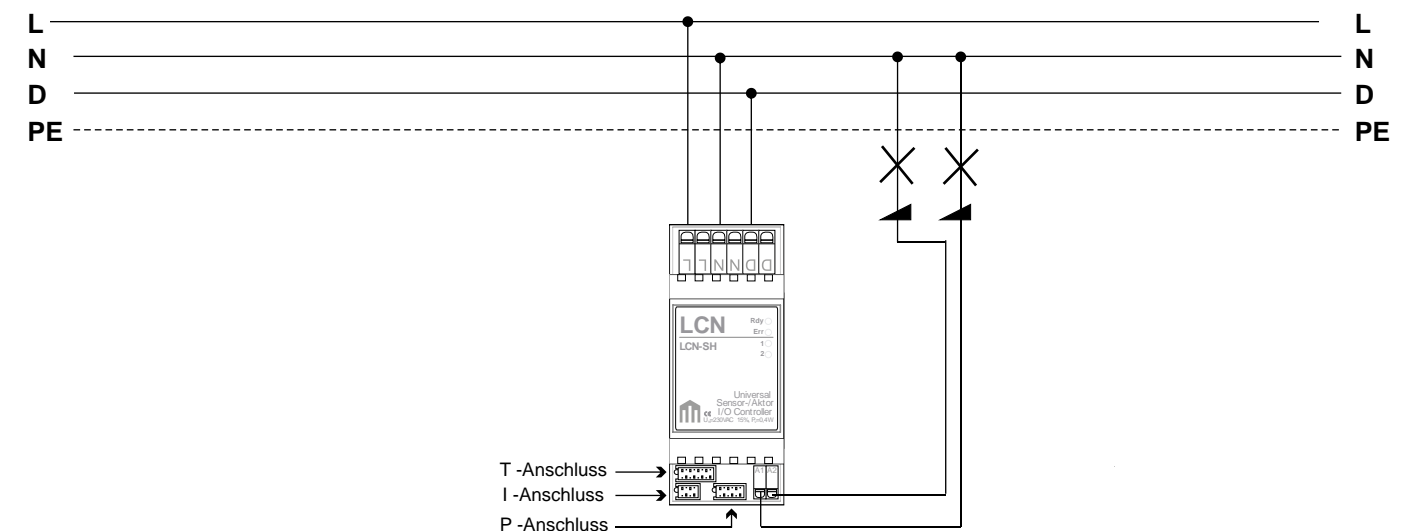 L L
N N
D D
PE PE
L L N N D D
LCN Rdy
Err
LCN-SH 1
2
Universal
Sensor-/Aktor
I/O Controller
A1 A2
T -Anschluss
I -Anschluss
P -Anschluss